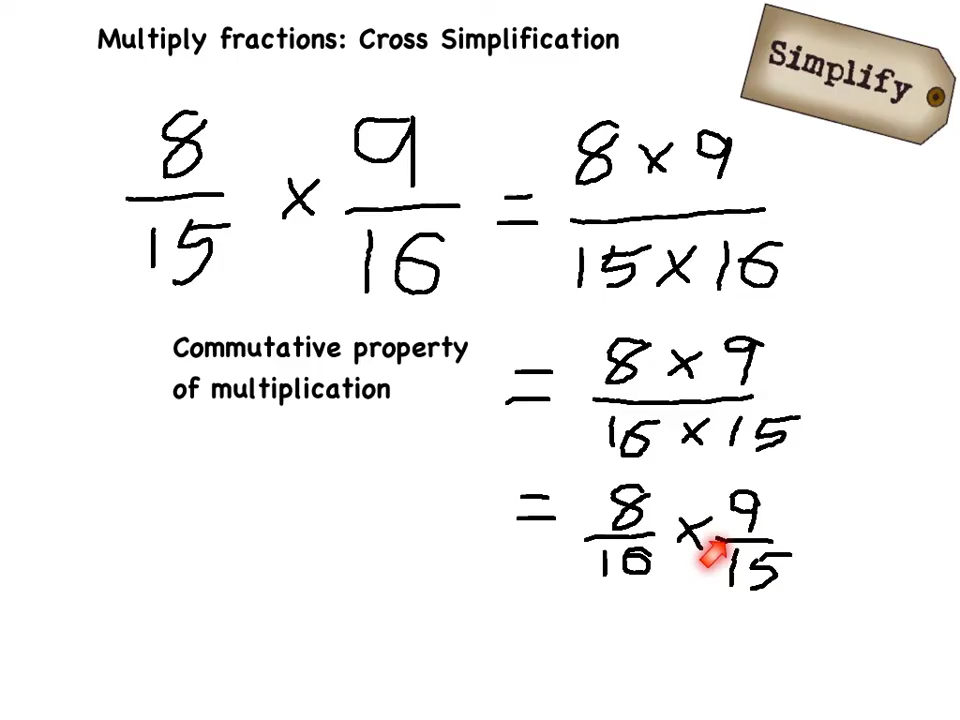 Multiply fractions: Cross Simplification
Simplify
8/15 × 9/16 = 8 × 9 / 15 × 16
Commutative property
of multiplication
= 8 × 9 / 16 × 15
= 8/16 × 9/15